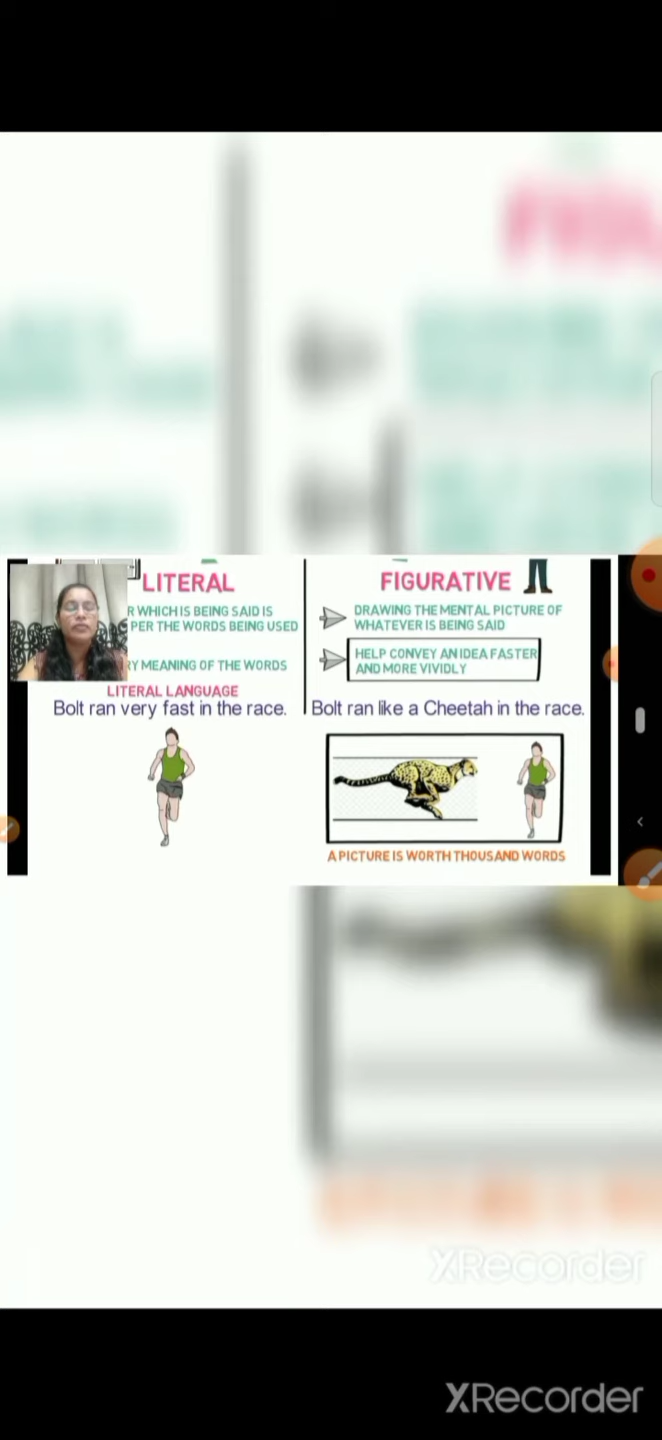 LITERAL
R WHICH IS BEING SAID IS
PER THE WORDS BEING USED
RY MEANING OF THE WORDS
LITERAL LANGUAGE
Bolt ran very fast in the race.
FIGURATIVE
DRAWING THE MENTAL PICTURE OF
WHATEVER IS BEING SAID
HELP CONVEY AN IDEA FASTER
AND MORE VIVIDLY
Bolt ran like a Cheetah in the race.
A PICTURE IS WORTH THOUSAND WORDS
XRecorder
XRecorder